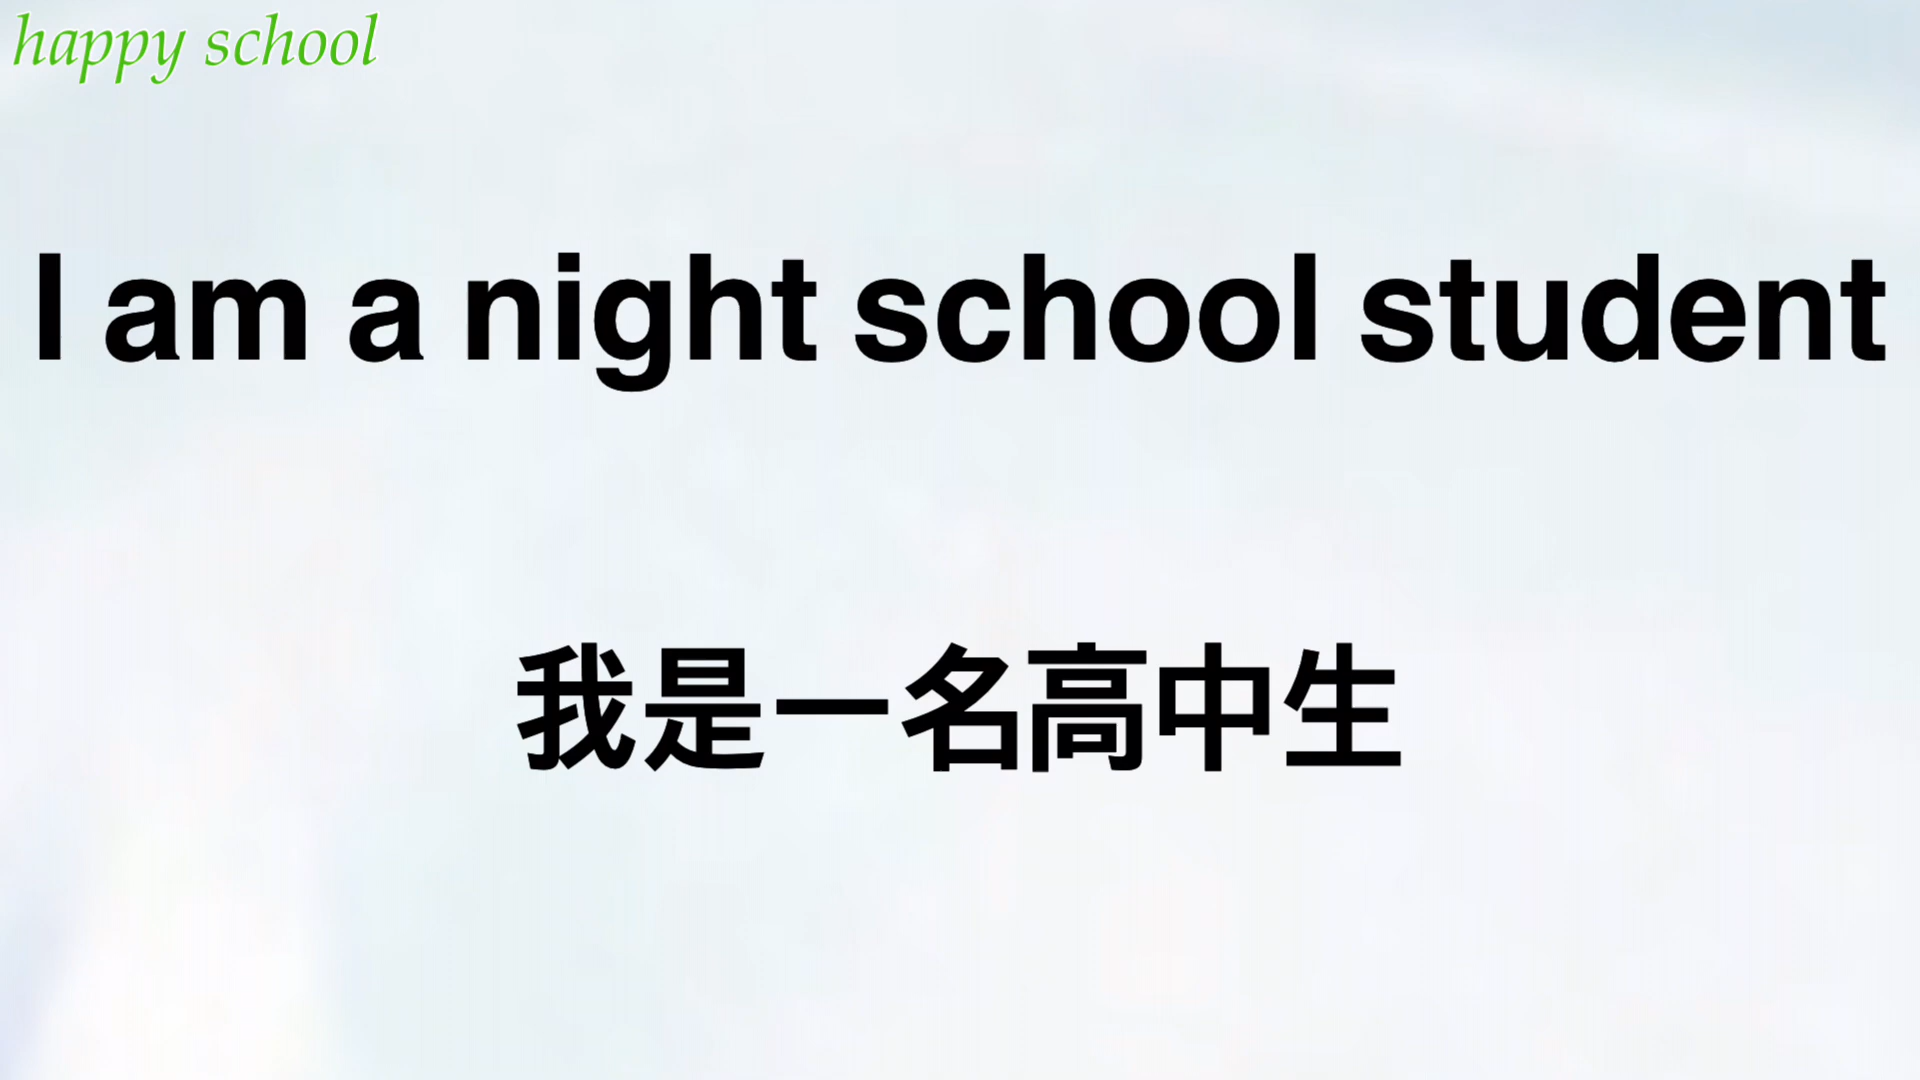 happy school
I am a night school student
我是一名高中生